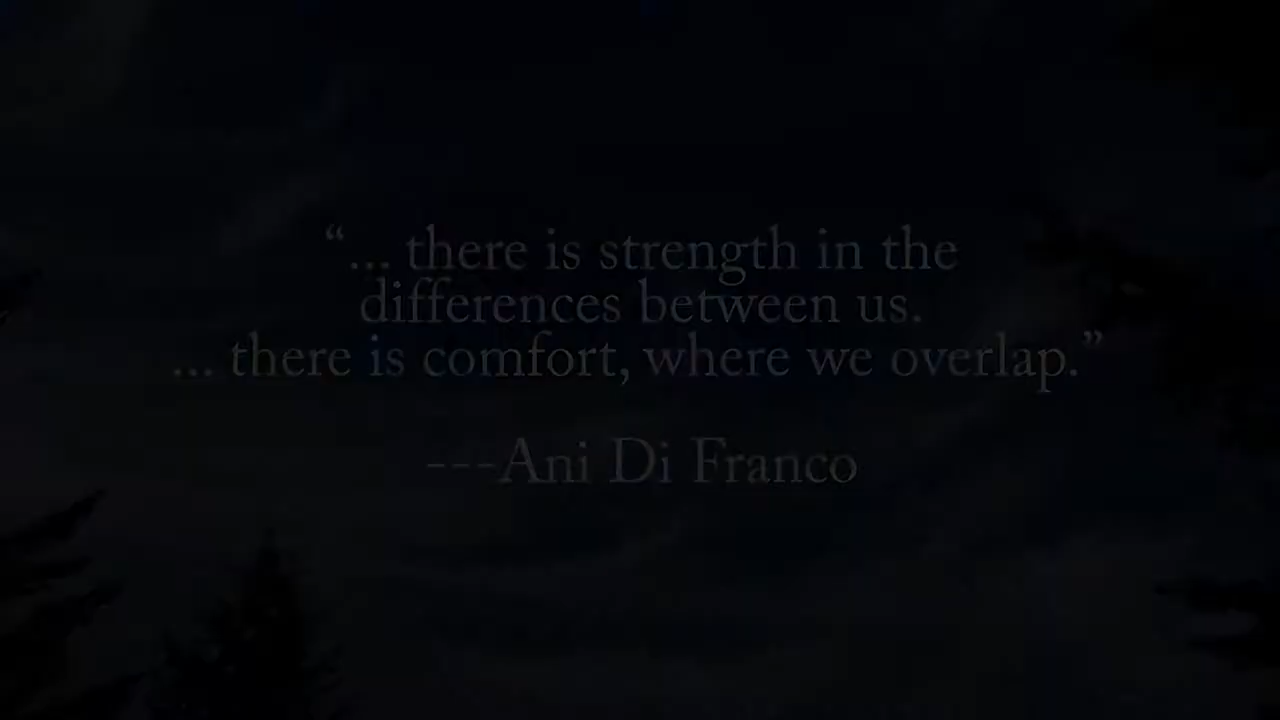 “... there is strength in the
differences between us.
... there is comfort, where we overlap.”
---Ani Di Franco